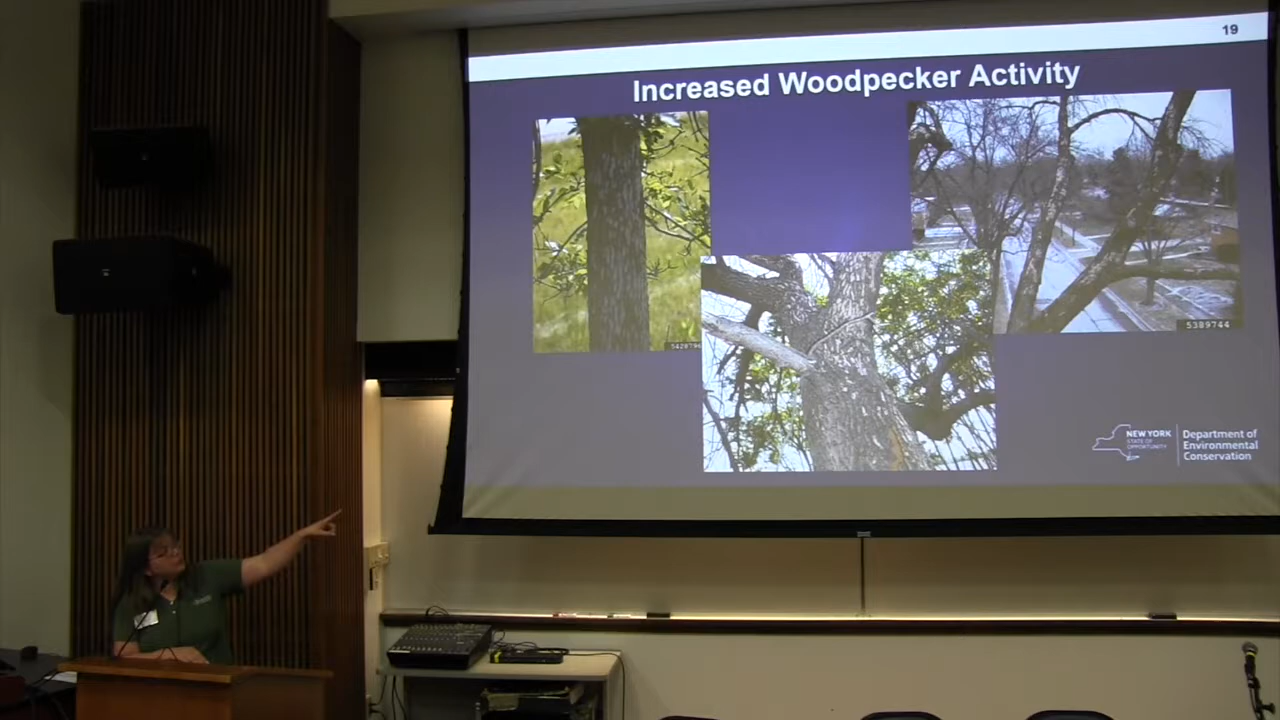 19
Increased Woodpecker Activity
5389744
NEW YORK
STATE OF
OPPORTUNITY
Department of
Environmental
Conservation